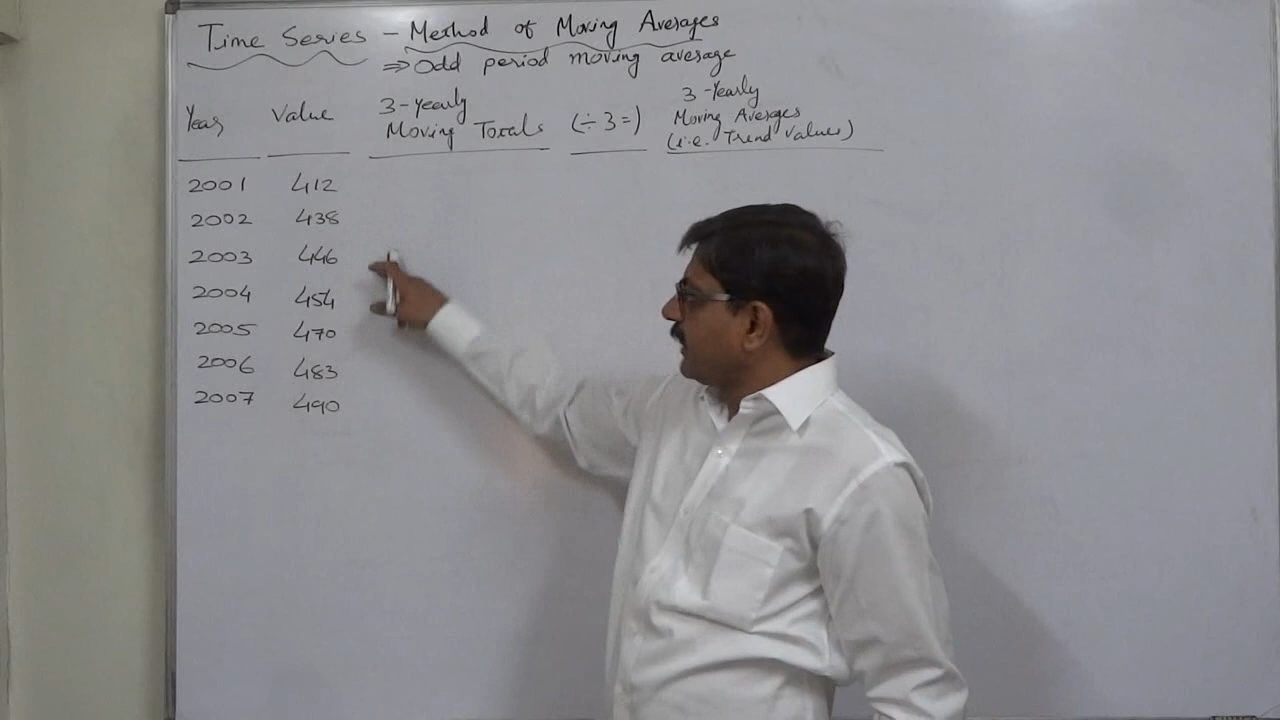 Time Series - Method of Moving Averages
⇒ Odd period moving average
Year Value 3-Yearly Moving Totals (÷3=) 3-Yearly Moving Averages (i.e. Trend Values)
2001 412
2002 438
2003 446
2004 454
2005 470
2006 483
2007 490